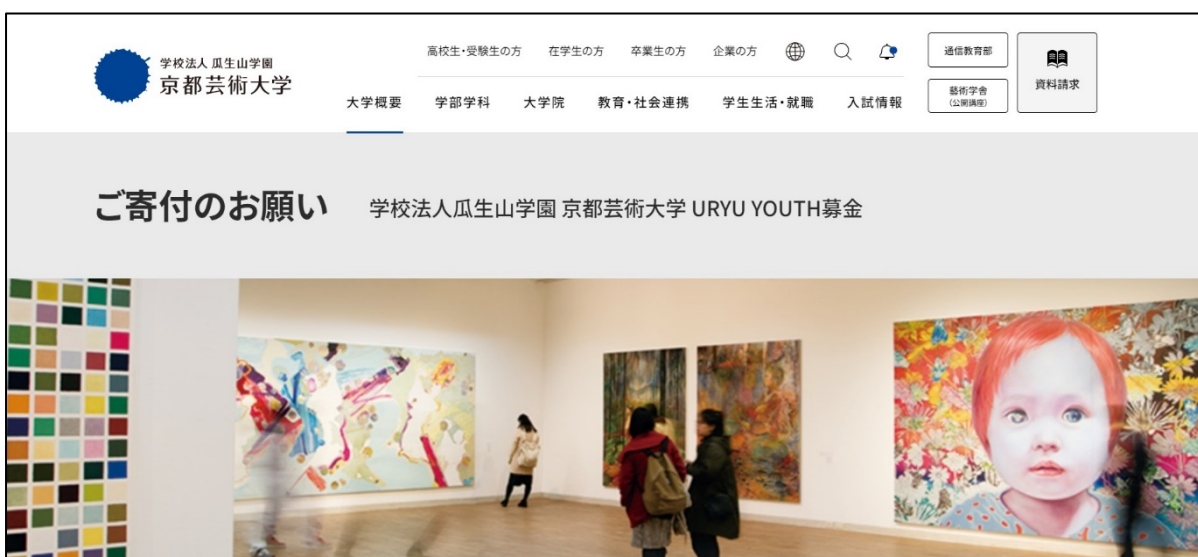 学校法人 瓜生山学園
京都芸術大学
高校生・受験生の方 在学生の方 卒業生の方 企業の方
大学概要 学部学科 大学院 教育・社会連携 学生生活・就職 入試情報
通信教育部
藝術学舎
（公開講座）
資料請求
ご寄付のお願い 学校法人瓜生山学園 京都芸術大学 URYU YOUTH募金